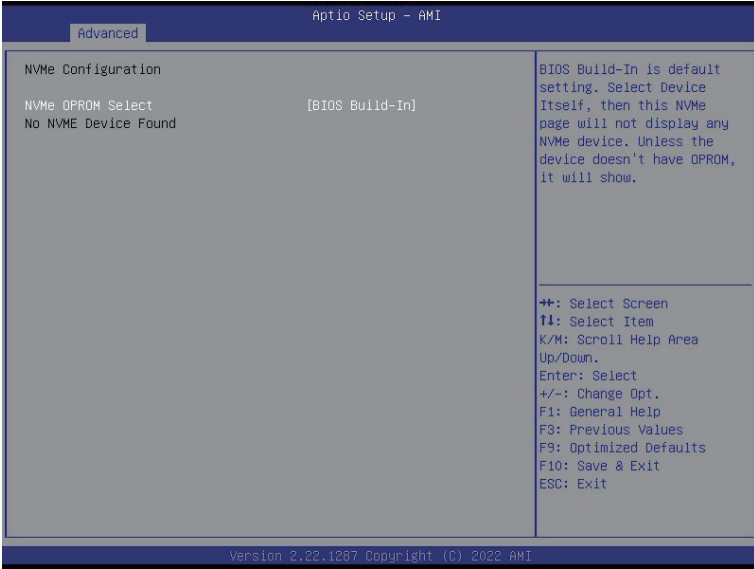 Aptio Setup – AMI
Advanced
NVMe Configuration
NVMe OPROM Select [BIOS Build-In]
No NVME Device Found
BIOS Build-In is default
setting. Select Device
Itself, then this NVMe
page will not display any
NVMe device. Unless the
device doesn't have OPROM,
it will show.
→←: Select Screen
↑↓: Select Item
K/M: Scroll Help Area
Up/Down.
Enter: Select
+/-: Change Opt.
F1: General Help
F3: Previous Values
F9: Optimized Defaults
F10: Save & Exit
ESC: Exit
Version 2.22.1287 Copyright (C) 2022 AMI